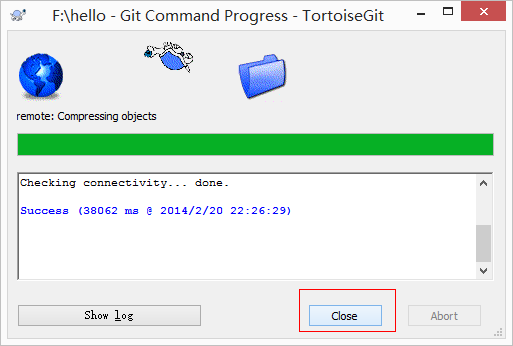 F:\hello - Git Command Progress - TortoiseGit
remote: Compressing objects
Checking connectivity... done.
Success (38062 ms @ 2014/2/20 22:26:29)
Show log
Close
Abort